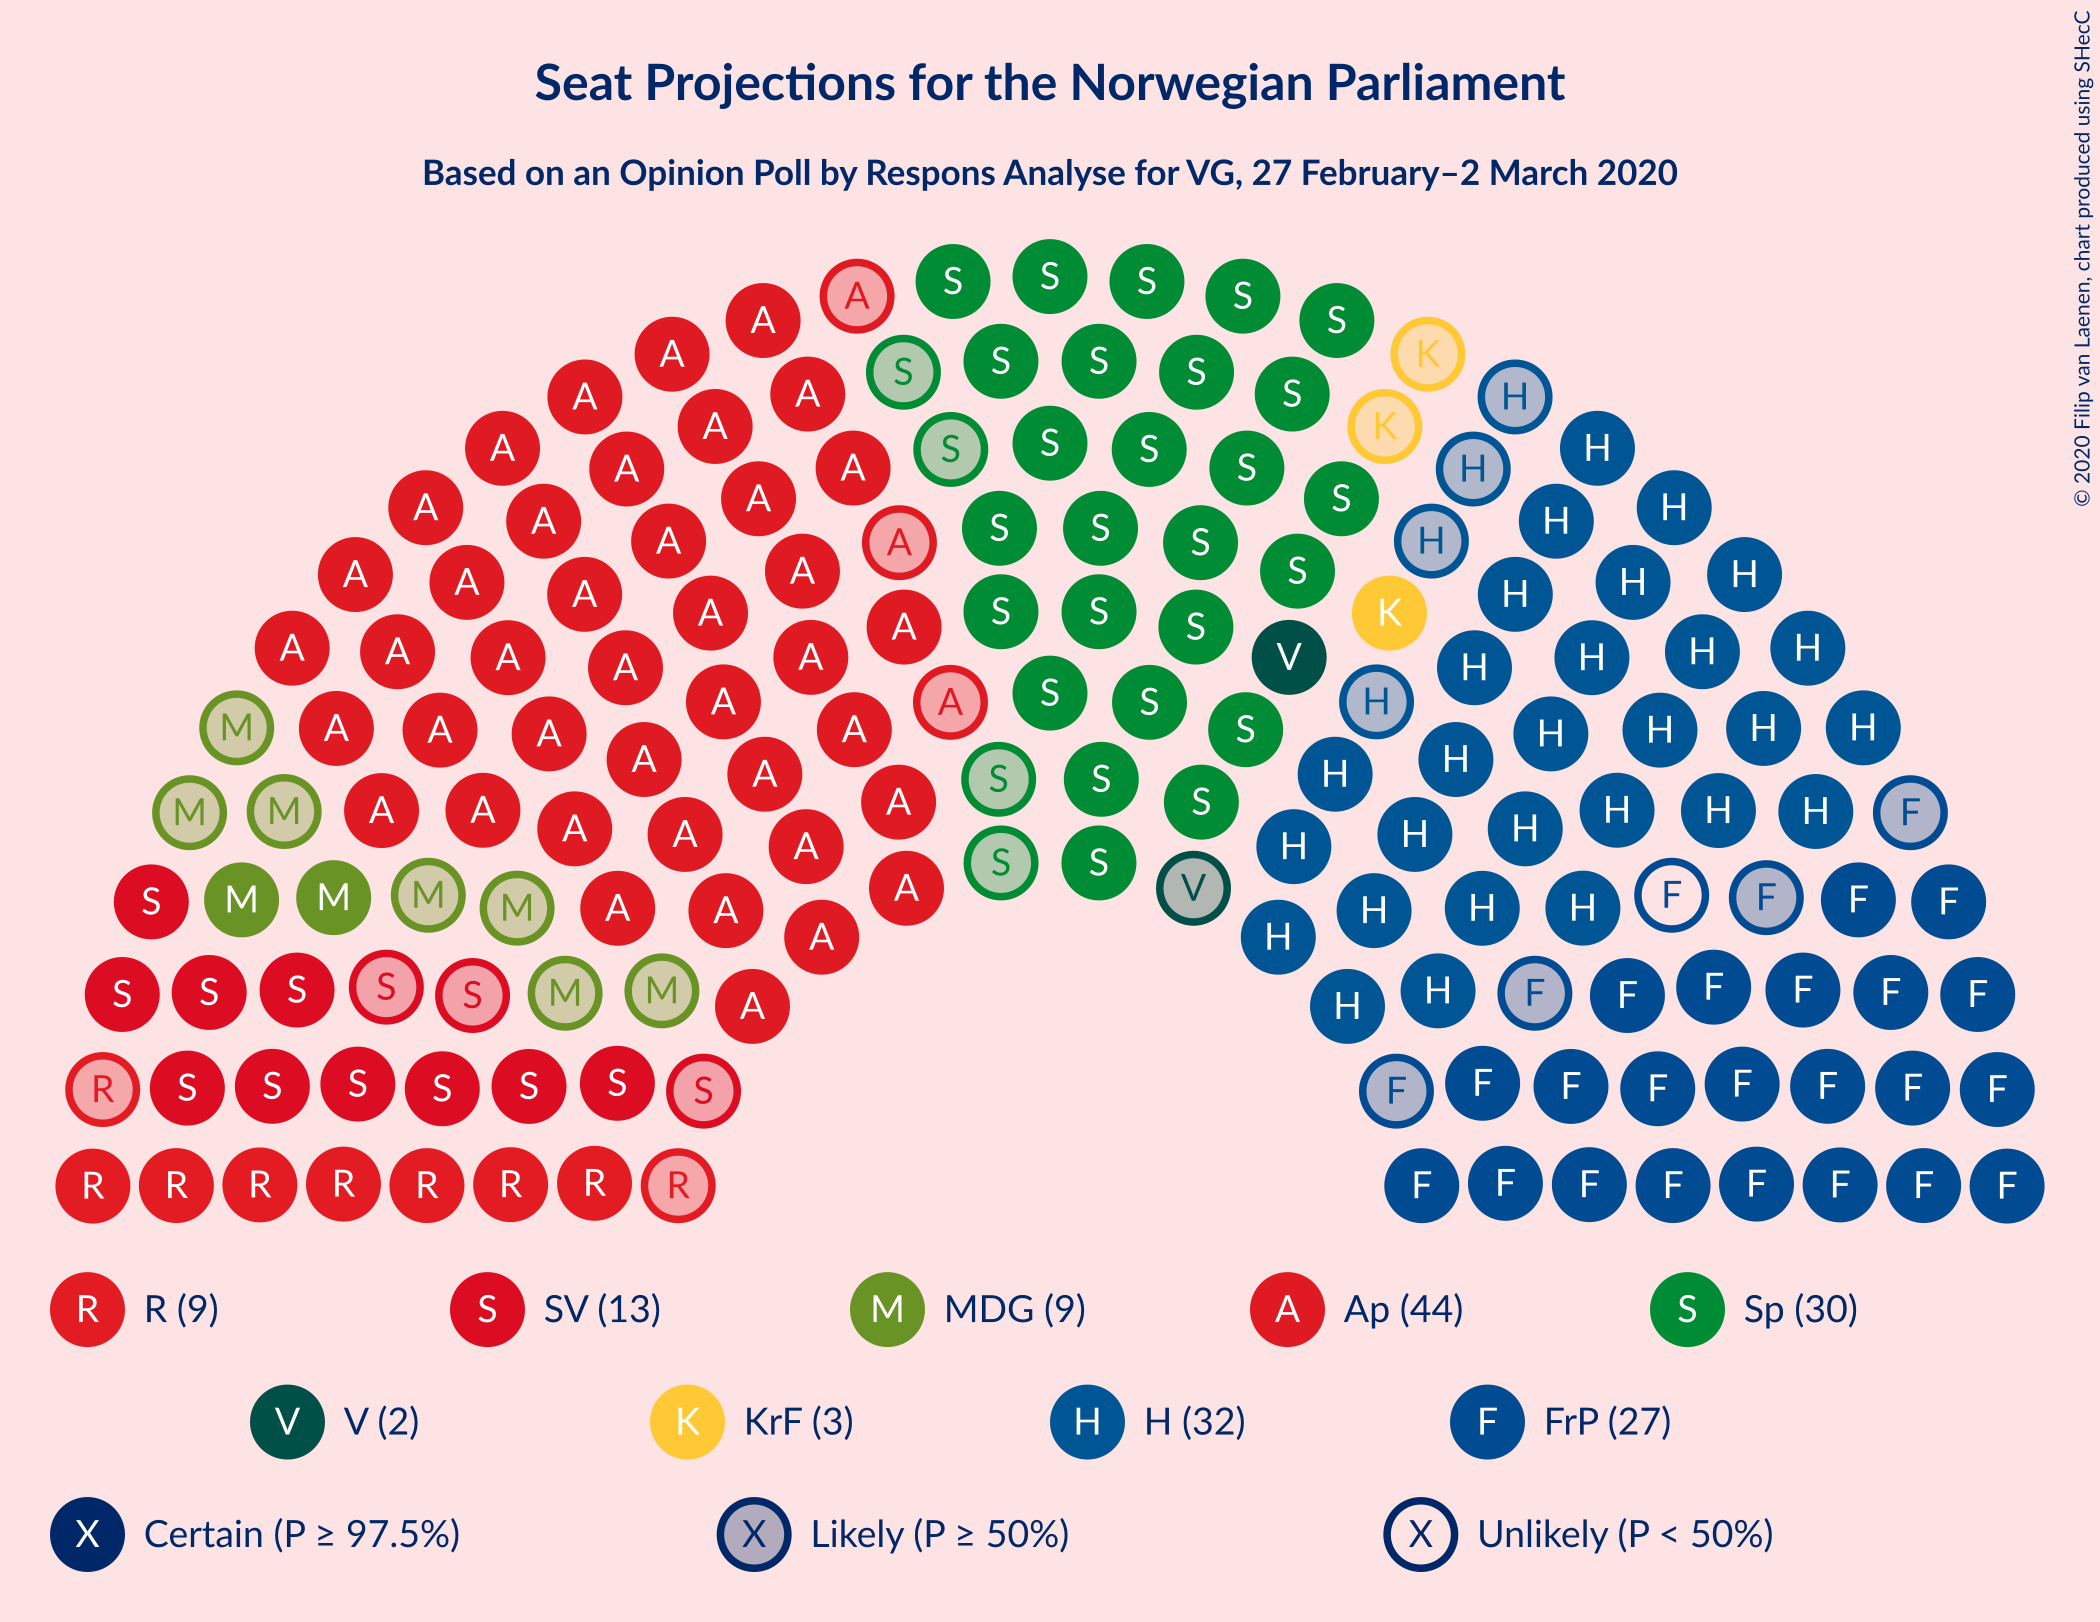 Seat Projections for the Norwegian Parliament
Based on an Opinion Poll by Respons Analyse for VG, 27 February–2 March 2020
© 2020 Filip van Laenen, chart produced using SHecC
A S S S S S
A K
A S S S S S H
A A K H
A A S S S S H H H
A A A A S H
A A A A S S S S H H H
A A A A A S S S K H H H
A A A A A S S S V H H H H
M A A A A A A A S S S H H H H H H
M M A A A A A A S S S H H H H H H F
S M M M M A A A A S S V H H H H F F F F
S S S S S M M A H H F F F F F F
R S S S S S S S F F F F F F F F
R R R R R R R R F F F F F F F F
R R (9) S SV (13) M MDG (9) A Ap (44) S Sp (30)
V V (2) K KrF (3) H H (32) F FrP (27)
X Certain (P ≥ 97.5%) X Likely (P ≥ 50%) X Unlikely (P < 50%)